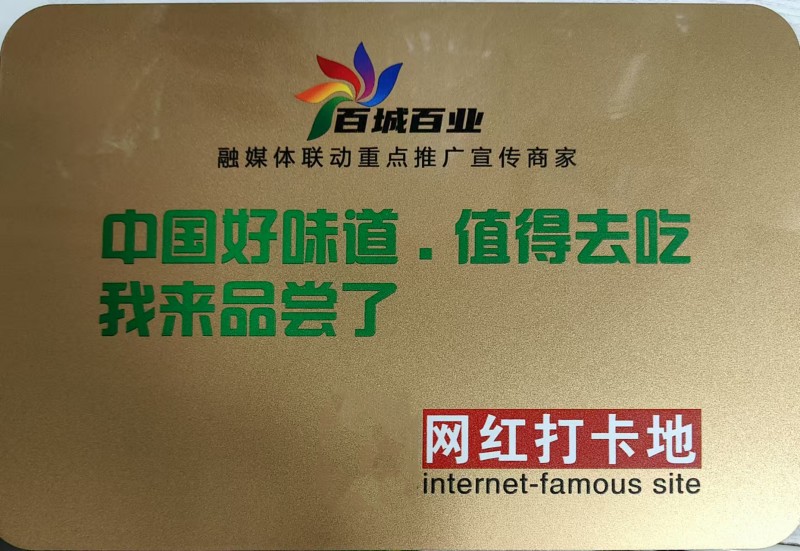 百城百业
融媒体联动重点推广宣传商家
中国好味道.值得去吃
我来品尝了
网红打卡地
internet-famous site